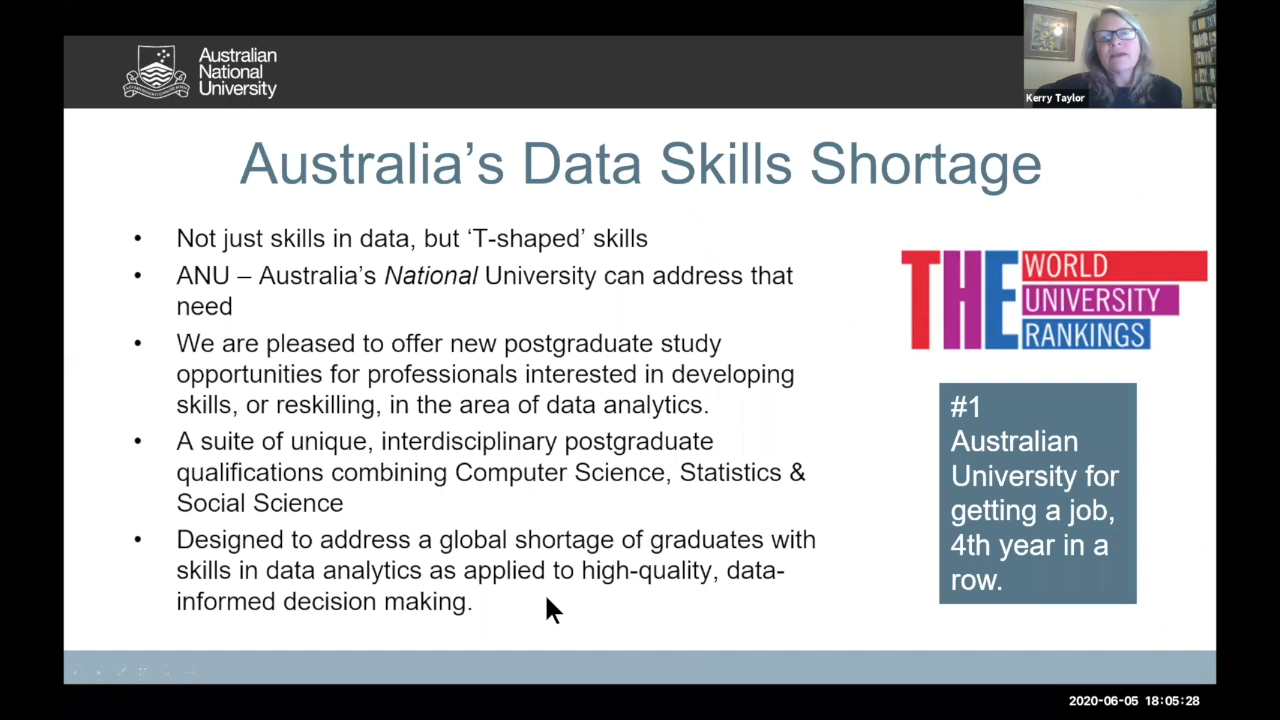 Australian
National
University
Kerry Taylor
Australia’s Data Skills Shortage
• Not just skills in data, but ‘T-shaped’ skills
• ANU – Australia’s National University can address that
need
• We are pleased to offer new postgraduate study
opportunities for professionals interested in developing
skills, or reskilling, in the area of data analytics.
• A suite of unique, interdisciplinary postgraduate
qualifications combining Computer Science, Statistics &
Social Science
• Designed to address a global shortage of graduates with
skills in data analytics as applied to high-quality, data-
informed decision making.
THE WORLD
UNIVERSITY
RANKINGS
#1
Australian
University for
getting a job,
4th year in a
row.
2020-06-05 18:05:28